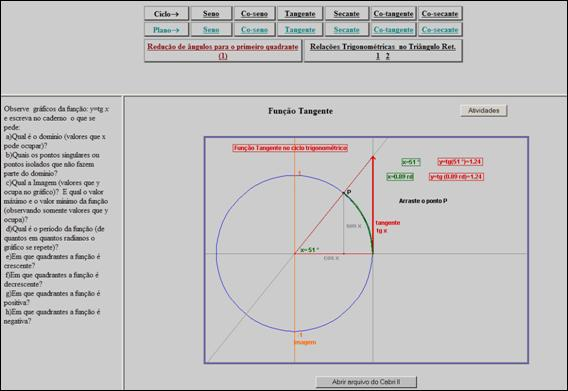 Ciclo→ Seno Co-seno Tangente Secante Co-tangente Co-secante
Plano→ Seno Co-seno Tangente Secante Co-tangente Co-secante
Redução de ângulos para o primeiro quadrante
(1)
Relações Trigonométricas no Triângulo Ret.
1 2
Observe gráficos da função: y=tg x
e escreva no caderno o que se
pede:
a)Qual é o dominio (valores que x
pode ocupar)?
b)Quais os pontos singulares ou
pontos isolados que não fazem
parte do dominio?
c)Qual a Imagem (valores que y
ocupa no gráfico)? E qual o valor
máximo e o valor minimo da função
(observando somente valores que y
ocupa)?
d)Qual é o período da função (de
quantos em quantos radianos o
gráfico se repete)?
e)Em que quadrantes a função é
crescente?
f)Em que quadrantes a função é
decrescente?
g)Em que quadrantes a função é
positiva?
h)Em que quadrantes a função é
negativa?
Função Tangente
Atividades
Função Tangente no ciclo trigonométrico
x=51 °
y=tg(51 °)=1.24
x=0.89 rd
y=tg (0.89 rd)=1.24
Arraste o ponto P
1
P
tangente
tg x
sen x
x=51 °
cos x
-1
imagem
Abrir arquivo do Cabri II